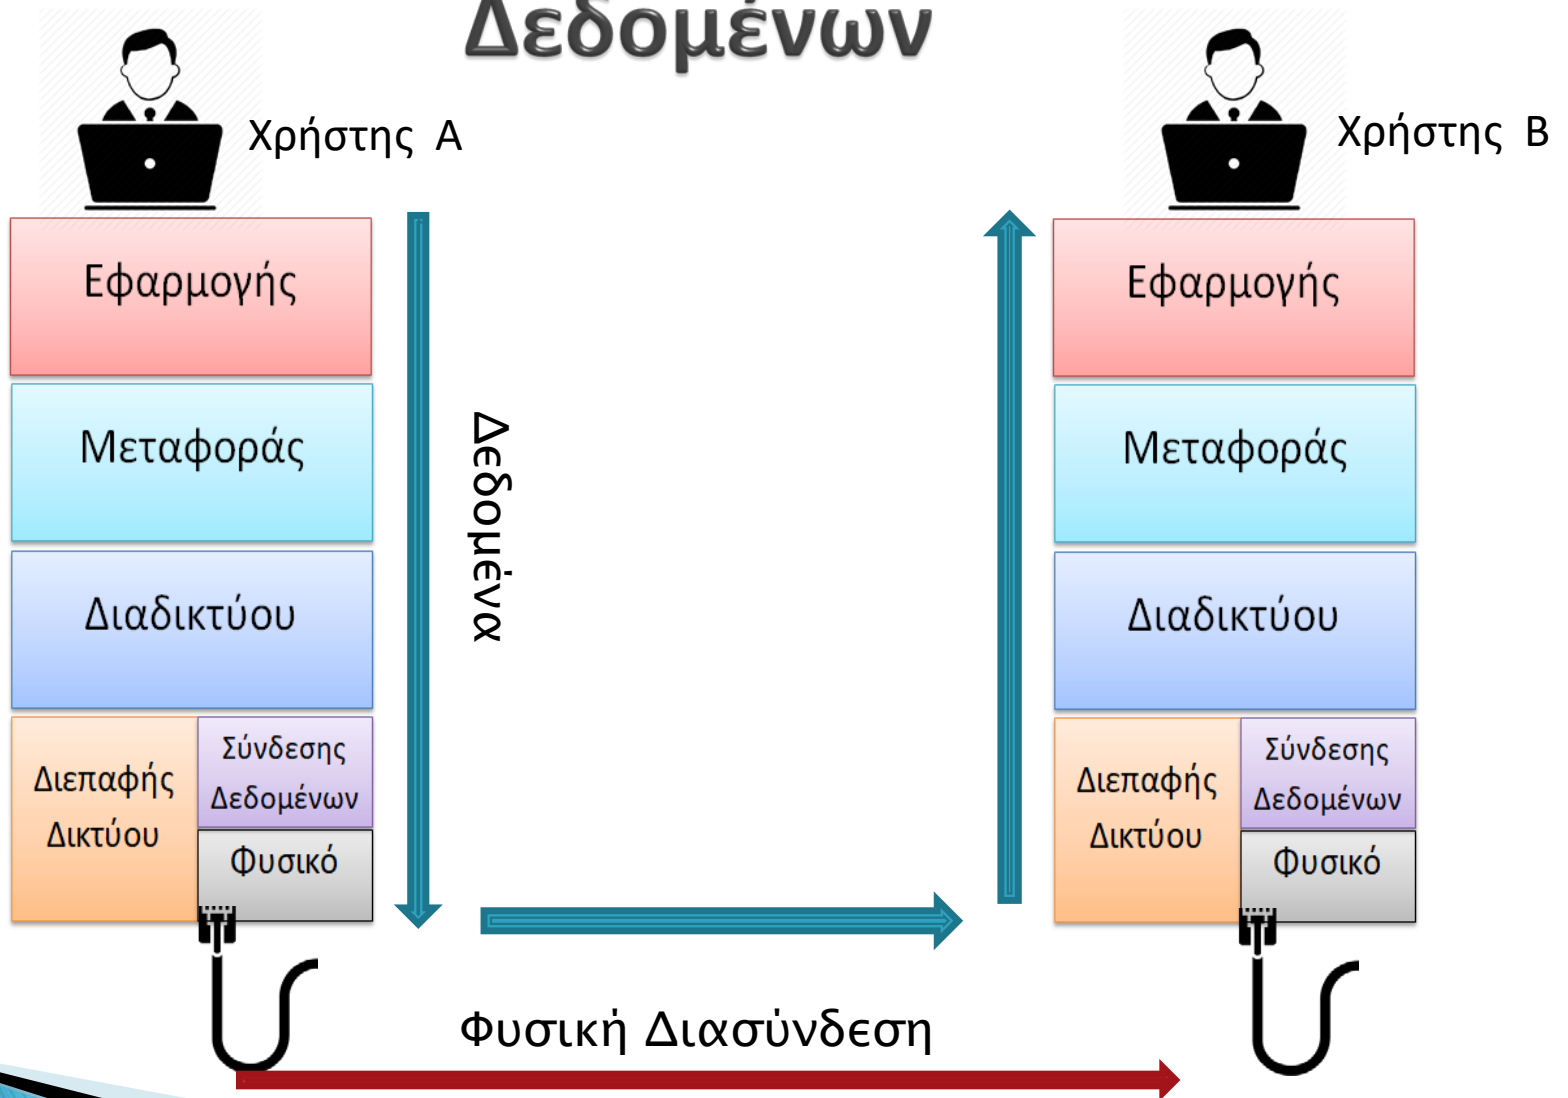 Δεδομένων
Χρήστης Α
Χρήστης Β
Εφαρμογής
Μεταφοράς
Διαδικτύου
Διεπαφής
Δικτύου
Σύνδεσης
Δεδομένων
Φυσικό
Δεδομένα
Εφαρμογής
Μεταφοράς
Διαδικτύου
Διεπαφής
Δικτύου
Σύνδεσης
Δεδομένων
Φυσικό
Φυσική Διασύνδεση